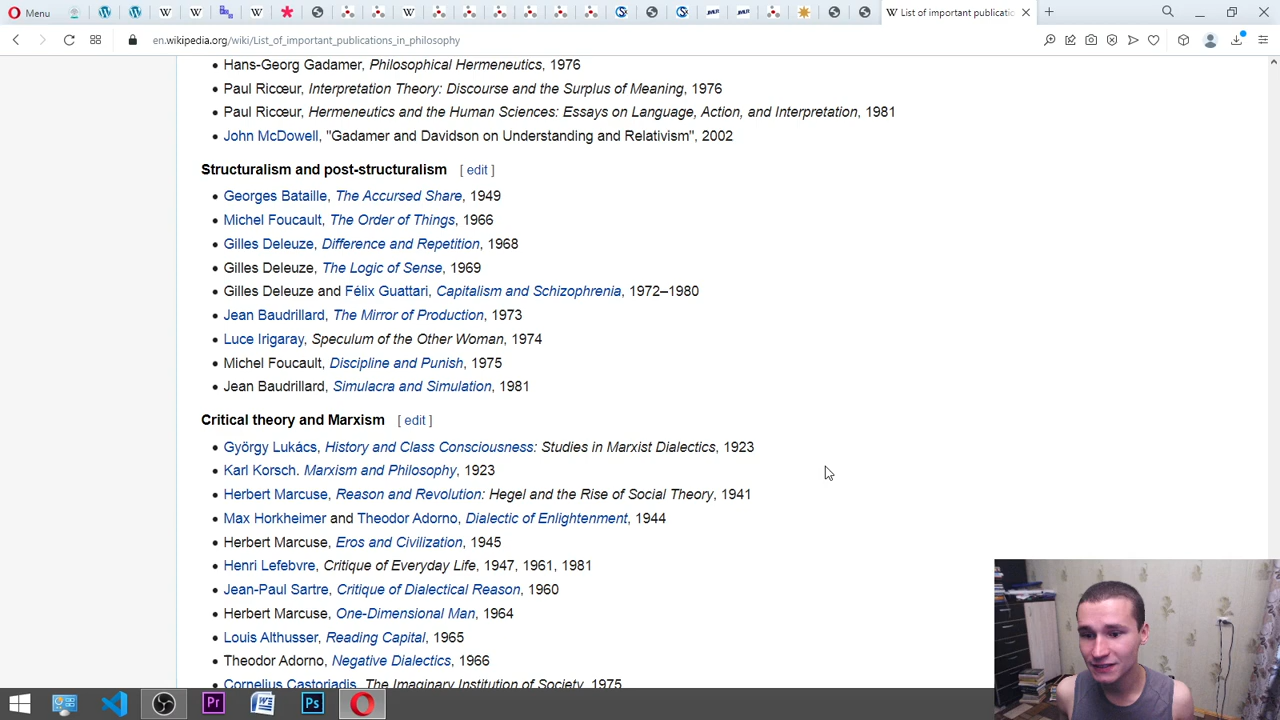 Menu
List of important publicatic
en.wikipedia.org/wiki/List_of_important_publications_in_philosophy
• Hans-Georg Gadamer, Philosophical Hermeneutics, 1976
• Paul Ricœur, Interpretation Theory: Discourse and the Surplus of Meaning, 1976
• Paul Ricœur, Hermeneutics and the Human Sciences: Essays on Language, Action, and Interpretation, 1981
• John McDowell, "Gadamer and Davidson on Understanding and Relativism", 2002
Structuralism and post-structuralism [ edit ]
• Georges Bataille, The Accursed Share, 1949
• Michel Foucault, The Order of Things, 1966
• Gilles Deleuze, Difference and Repetition, 1968
• Gilles Deleuze, The Logic of Sense, 1969
• Gilles Deleuze and Félix Guattari, Capitalism and Schizophrenia, 1972–1980
• Jean Baudrillard, The Mirror of Production, 1973
• Luce Irigaray, Speculum of the Other Woman, 1974
• Michel Foucault, Discipline and Punish, 1975
• Jean Baudrillard, Simulacra and Simulation, 1981
Critical theory and Marxism [ edit ]
• György Lukács, History and Class Consciousness: Studies in Marxist Dialectics, 1923
• Karl Korsch. Marxism and Philosophy, 1923
• Herbert Marcuse, Reason and Revolution: Hegel and the Rise of Social Theory, 1941
• Max Horkheimer and Theodor Adorno, Dialectic of Enlightenment, 1944
• Herbert Marcuse, Eros and Civilization, 1945
• Henri Lefebvre, Critique of Everyday Life, 1947, 1961, 1981
• Jean-Paul Sartre, Critique of Dialectical Reason, 1960
• Herbert Marcuse, One-Dimensional Man, 1964
• Louis Althusser, Reading Capital, 1965
• Theodor Adorno, Negative Dialectics, 1966
• Cornelius Castoriadis, The Imaginary Institution of Society, 1975
Pr
Ps